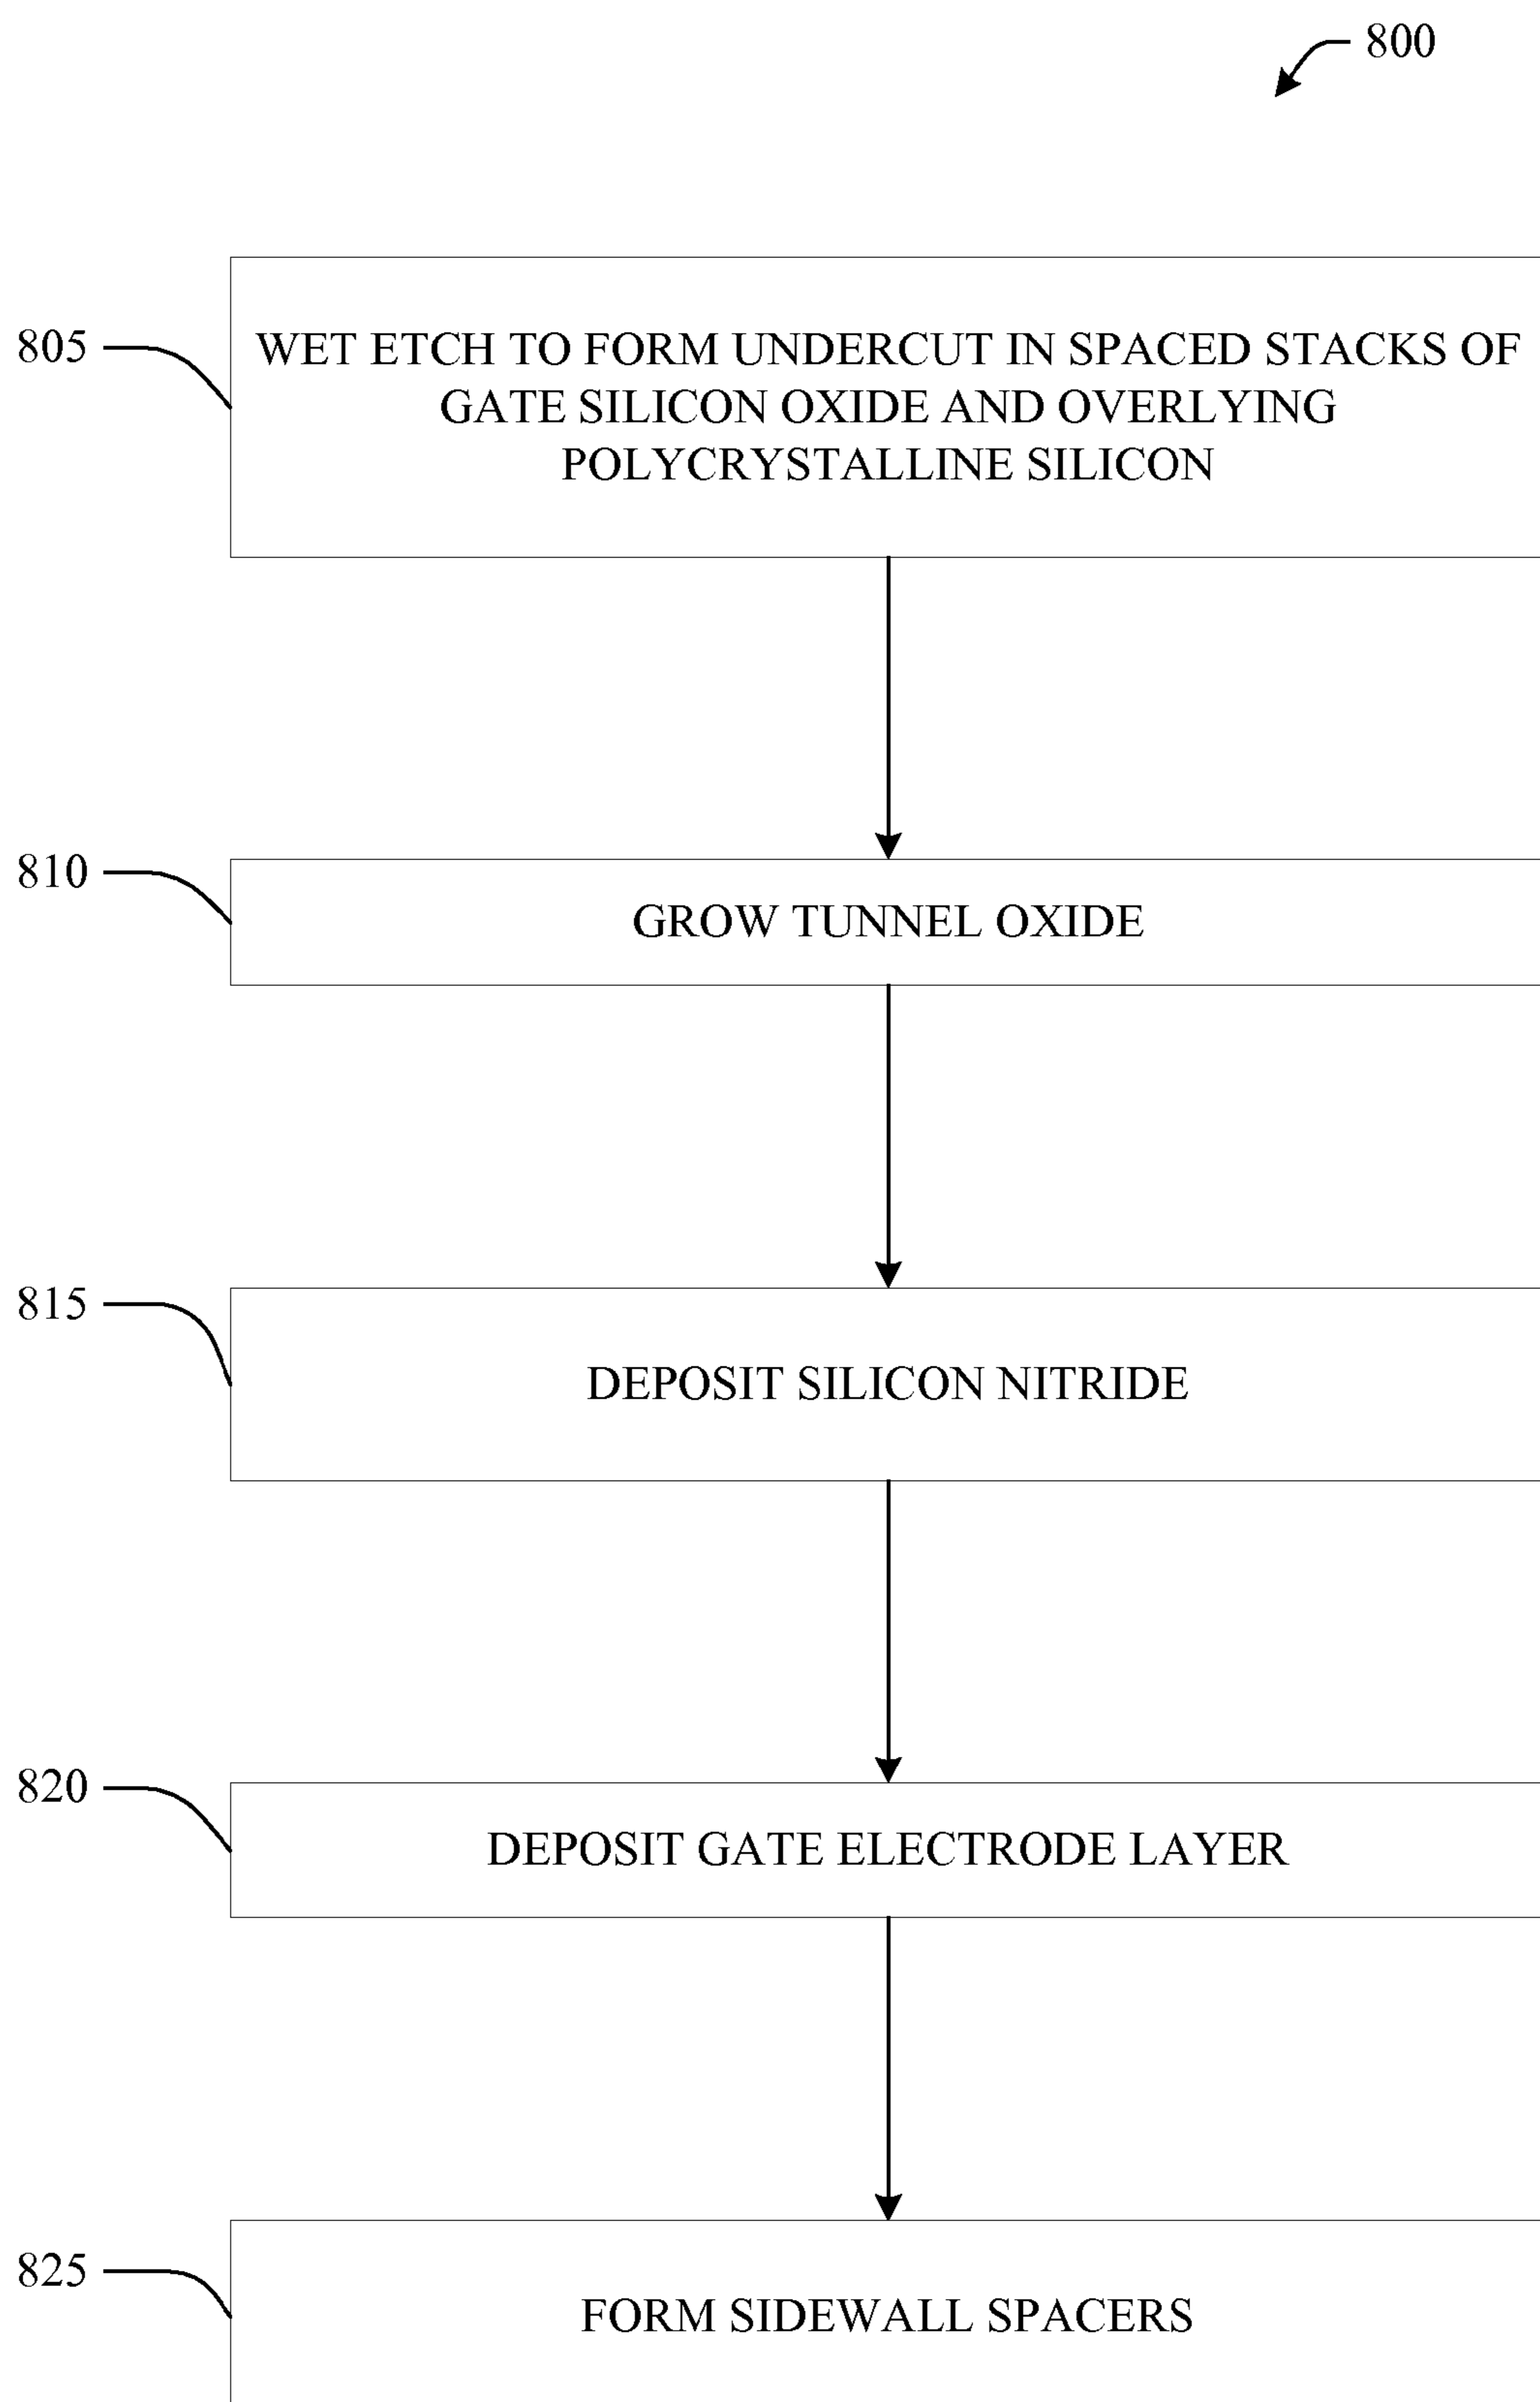 800
805
WET ETCH TO FORM UNDERCUT IN SPACED STACKS OF
GATE SILICON OXIDE AND OVERLYING
POLYCRYSTALLINE SILICON
810
GROW TUNNEL OXIDE
815
DEPOSIT SILICON NITRIDE
820
DEPOSIT GATE ELECTRODE LAYER
825
FORM SIDEWALL SPACERS